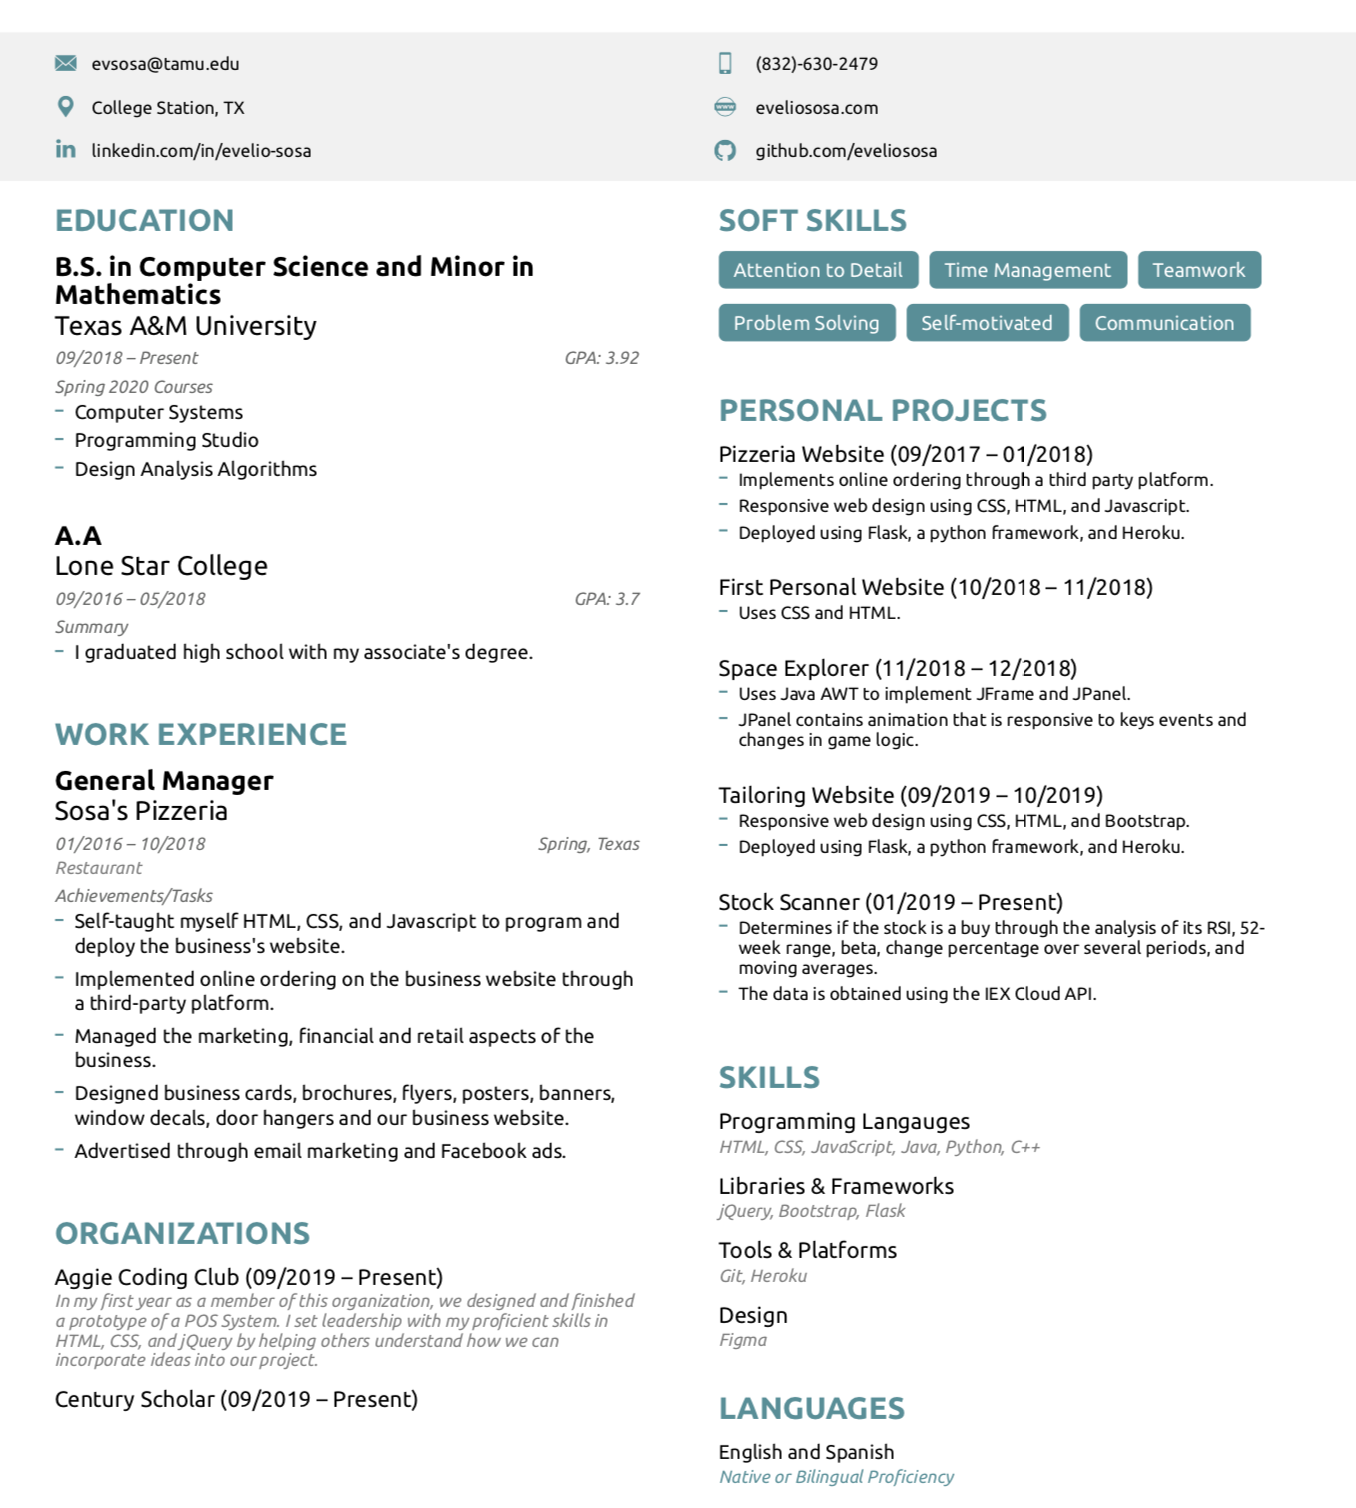 evsosa@tamu.edu
(832)-630-2479
College Station, TX
eveliososa.com
linkedin.com/in/evelio-sosa
github.com/eveliososa
EDUCATION
B.S. in Computer Science and Minor in
Mathematics
Texas A&M University
09/2018 – Present
GPA: 3.92
Spring 2020 Courses
– Computer Systems
– Programming Studio
– Design Analysis Algorithms
A.A
Lone Star College
09/2016 – 05/2018
GPA: 3.7
Summary
– I graduated high school with my associate's degree.
WORK EXPERIENCE
General Manager
Sosa's Pizzeria
01/2016 – 10/2018
Spring, Texas
Restaurant
Achievements/Tasks
– Self-taught myself HTML, CSS, and Javascript to program and
deploy the business's website.
– Implemented online ordering on the business website through
a third-party platform.
– Managed the marketing, financial and retail aspects of the
business.
– Designed business cards, brochures, flyers, posters, banners,
window decals, door hangers and our business website.
– Advertised through email marketing and Facebook ads.
ORGANIZATIONS
Aggie Coding Club (09/2019 – Present)
In my first year as a member of this organization, we designed and finished
a prototype of a POS System. I set leadership with my proficient skills in
HTML, CSS, and jQuery by helping others understand how we can
incorporate ideas into our project.
Century Scholar (09/2019 – Present)
SOFT SKILLS
Attention to Detail
Time Management
Teamwork
Problem Solving
Self-motivated
Communication
PERSONAL PROJECTS
Pizzeria Website (09/2017 – 01/2018)
– Implements online ordering through a third party platform.
– Responsive web design using CSS, HTML, and Javascript.
– Deployed using Flask, a python framework, and Heroku.
First Personal Website (10/2018 – 11/2018)
– Uses CSS and HTML.
Space Explorer (11/2018 – 12/2018)
– Uses Java AWT to implement JFrame and JPanel.
– JPanel contains animation that is responsive to keys events and
changes in game logic.
Tailoring Website (09/2019 – 10/2019)
– Responsive web design using CSS, HTML, and Bootstrap.
– Deployed using Flask, a python framework, and Heroku.
Stock Scanner (01/2019 – Present)
– Determines if the stock is a buy through the analysis of its RSI, 52-
week range, beta, change percentage over several periods, and
moving averages.
– The data is obtained using the IEX Cloud API.
SKILLS
Programming Langauges
HTML, CSS, JavaScript, Java, Python, C++
Libraries & Frameworks
jQuery, Bootstrap, Flask
Tools & Platforms
Git, Heroku
Design
Figma
LANGUAGES
English and Spanish
Native or Bilingual Proficiency